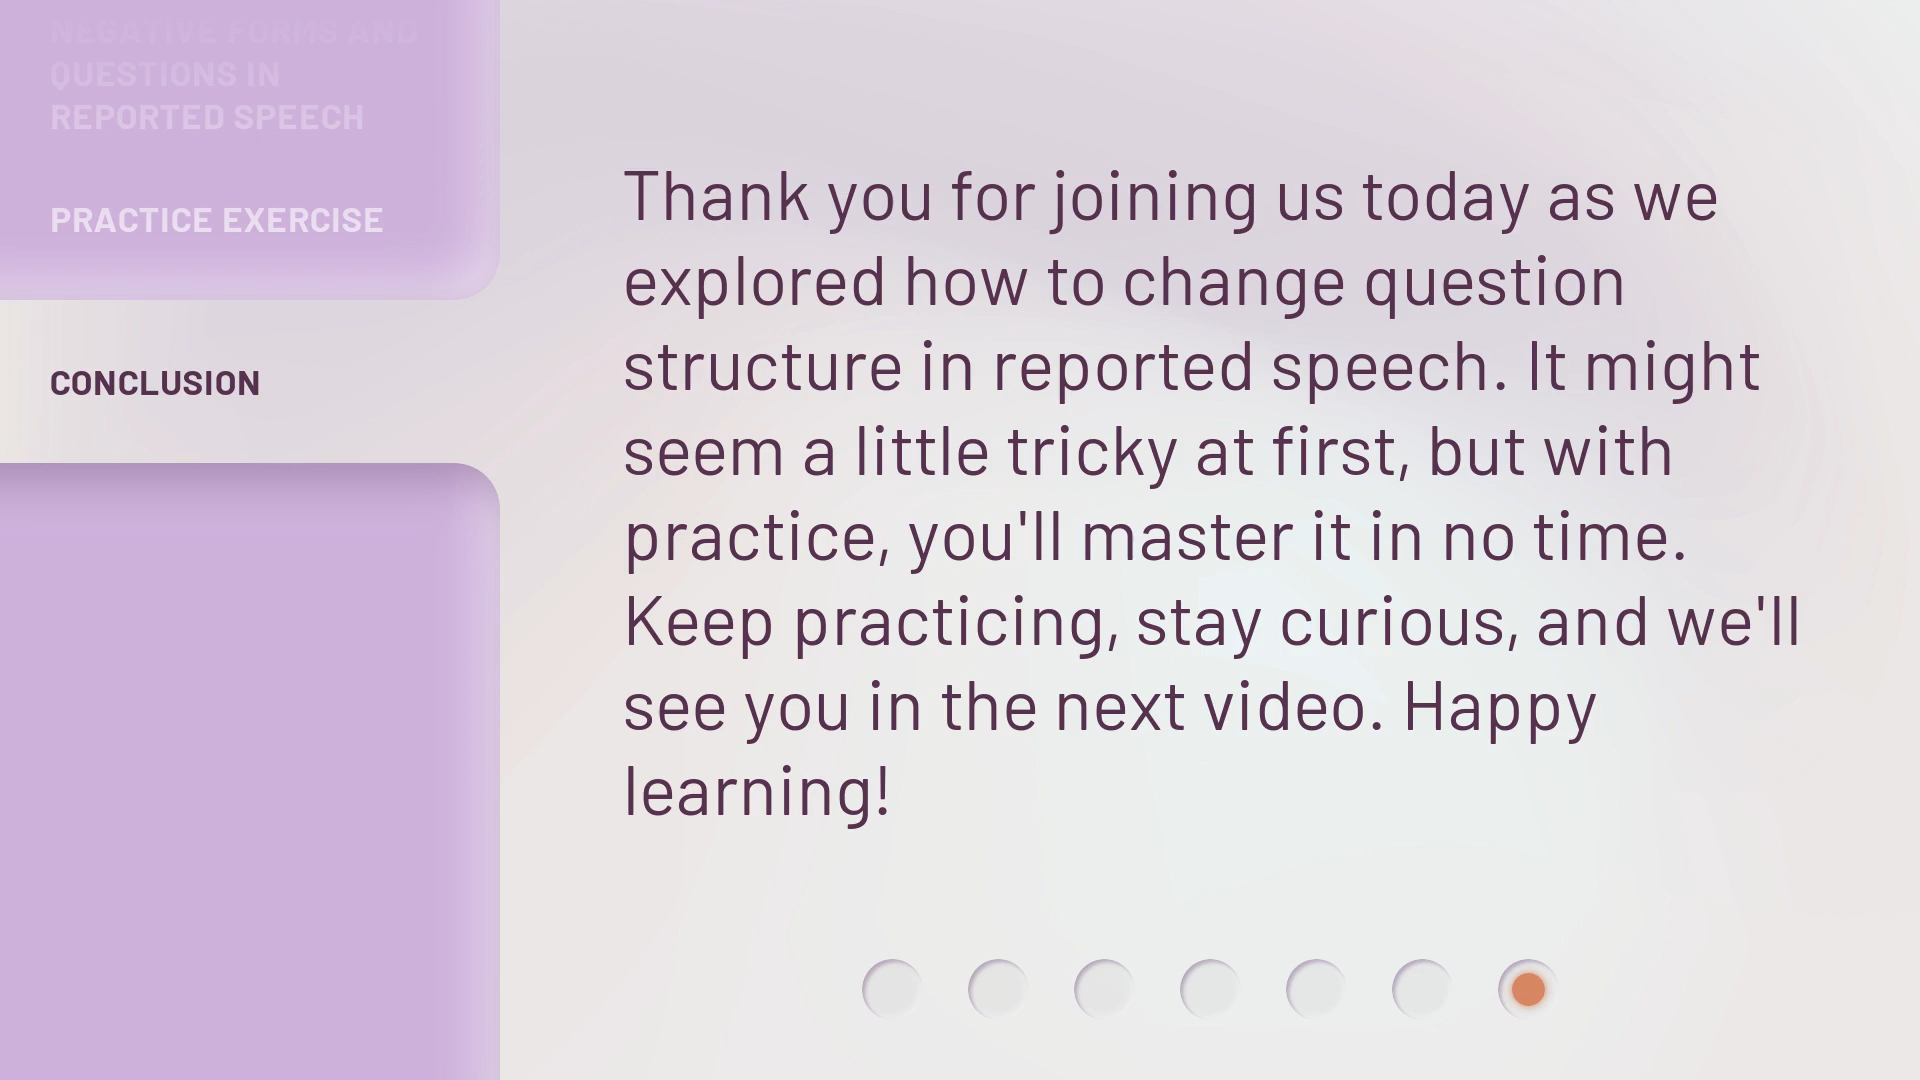 NEGATIVE FORMS AND
QUESTIONS IN
REPORTED SPEECH
PRACTICE EXERCISE
CONCLUSION
Thank you for joining us today as we
explored how to change question
structure in reported speech. It might
seem a little tricky at first, but with
practice, you'll master it in no time.
Keep practicing, stay curious, and we'll
see you in the next video. Happy
learning!